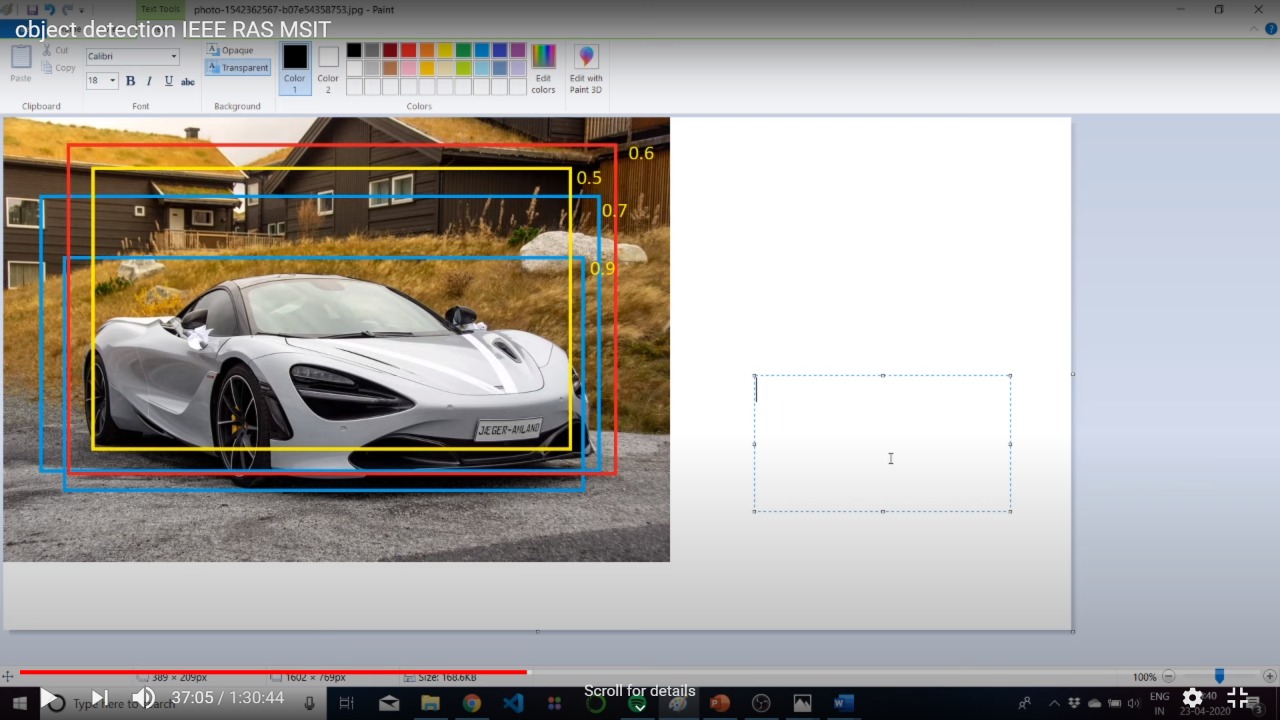 Text Tools photo-1542362567-b07e54358753.jpg - Paint
object detection IEEE RAS MSIT
Cut
Copy
Paste
Calibri
18
B I U abc
Opaque
Transparent
Color 1
Color 2
Edit colors
Edit with Paint 3D
Clipboard
Font
Background
Colors
0.6
0.5
0.7
0.9
JÆGER-AMLAND
389 × 209px
1602 × 769px
Size: 168.6KB
100%
37:05 / 1:30:44
Type here to search
Scroll for details
ENG
IN
23-04-2020
3